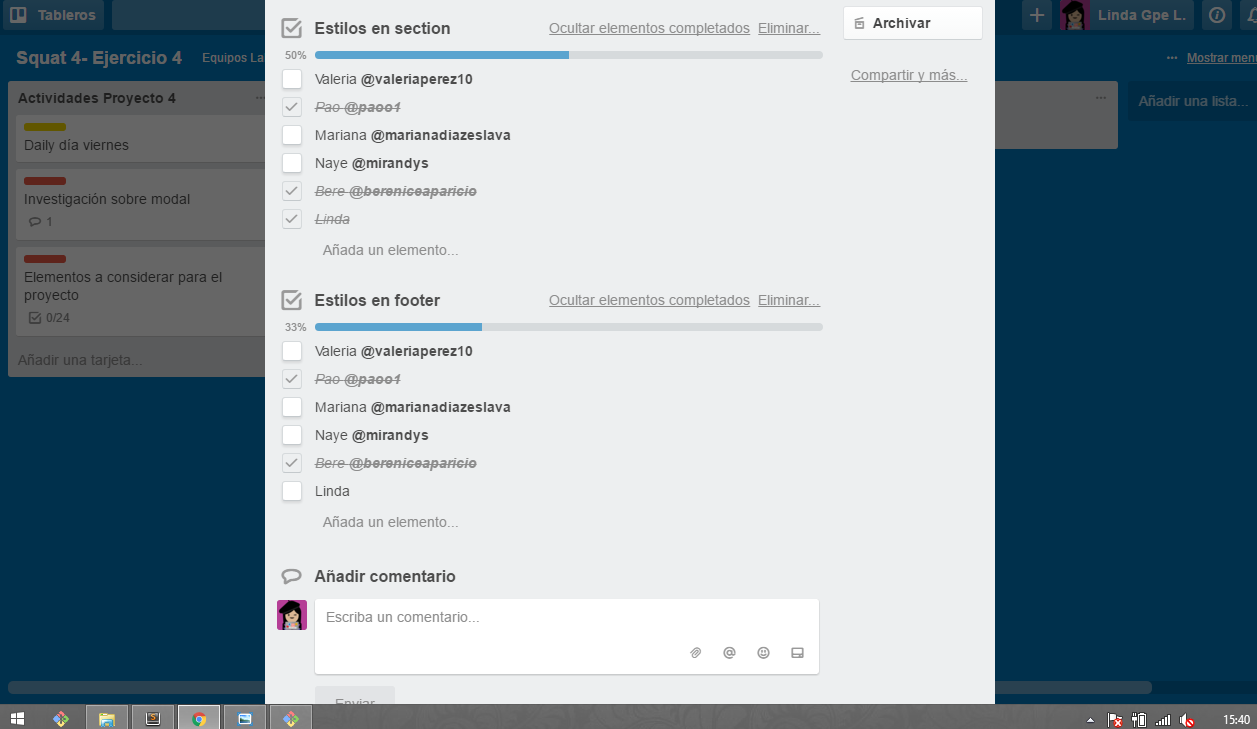 Tableros
Linda Gpe L.
Squat 4- Ejercicio 4
Equipos La
Mostrar menú
Actividades Proyecto 4
Daily día viernes
Investigación sobre modal
1
Elementos a considerar para el
proyecto
0/24
Añadir una tarjeta...
Estilos en section
Ocultar elementos completados Eliminar...
50%
Valeria @valeriaperez10
Pao @paoo1
Mariana @marianadiazeslava
Naye @mirandys
Bere @bereniceaparicio
Linda
Añada un elemento...
Estilos en footer
Ocultar elementos completados Eliminar...
33%
Valeria @valeriaperez10
Pao @paoo1
Mariana @marianadiazeslava
Naye @mirandys
Bere @bereniceaparicio
Linda
Añada un elemento...
Añadir comentario
Escriba un comentario...
Enviar
Archivar
Compartir y más...
Añadir una lista...
15:40